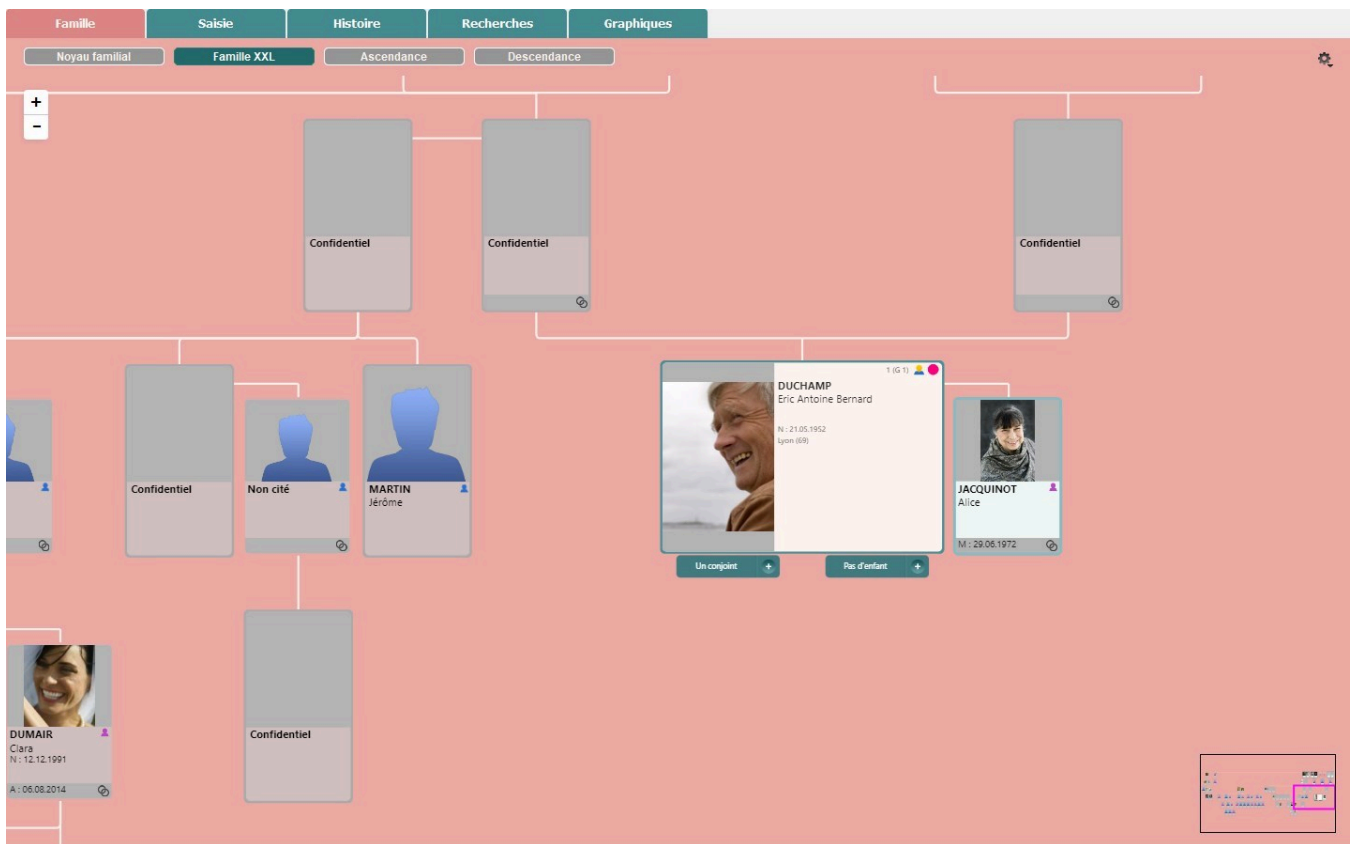 Famille
Saisie
Histoire
Recherches
Graphiques
Noyau familial
Famille XXL
Ascendance
Descendance
+
−
Confidentiel
Confidentiel
Confidentiel
1 (G 1)
DUCHAMP
Eric Antoine Bernard
N : 21.05.1952
Lyon (69)
Confidentiel
Non cité
MARTIN
Jérôme
JACQUINOT
Alice
M : 29.06.1972
Un conjoint +
Pas d'enfant +
DUMAIR
Clara
N : 12.12.1991
A : 06.08.2014
Confidentiel